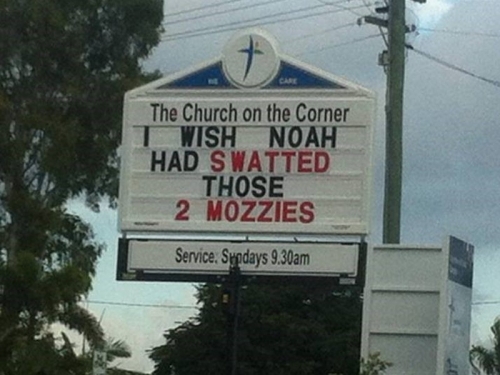 WE CARE
The Church on the Corner
I WISH NOAH
HAD SWATTED
THOSE
2 MOZZIES
Service: Sundays 9.30am